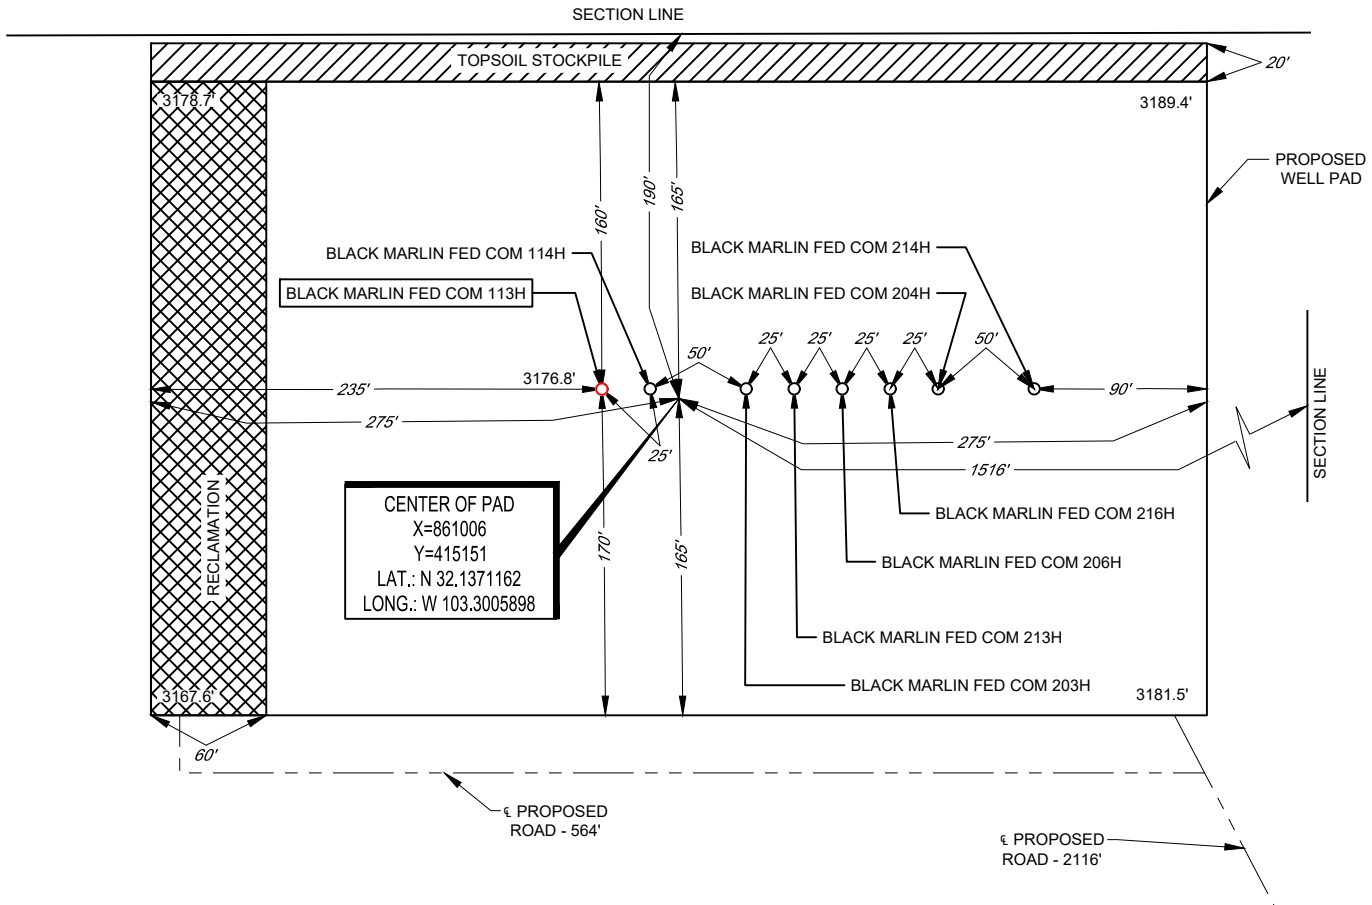 SECTION LINE
TOPSOIL STOCKPILE
20'
3178.7'
3189.4'
PROPOSED
WELL PAD
160'
190'
165'
BLACK MARLIN FED COM 114H
BLACK MARLIN FED COM 214H
BLACK MARLIN FED COM 113H
BLACK MARLIN FED COM 204H
50'
25'
25'
25'
25'
50'
235'
3176.8'
90'
275'
25'
275'
1516'
SECTION LINE
RECLAMATION
CENTER OF PAD
X=861006
Y=415151
LAT.: N 32.1371162
LONG.: W 103.3005898
170'
165'
BLACK MARLIN FED COM 216H
BLACK MARLIN FED COM 206H
BLACK MARLIN FED COM 213H
BLACK MARLIN FED COM 203H
3167.6'
3181.5'
60'
℄ PROPOSED
ROAD - 564'
℄ PROPOSED
ROAD - 2116'